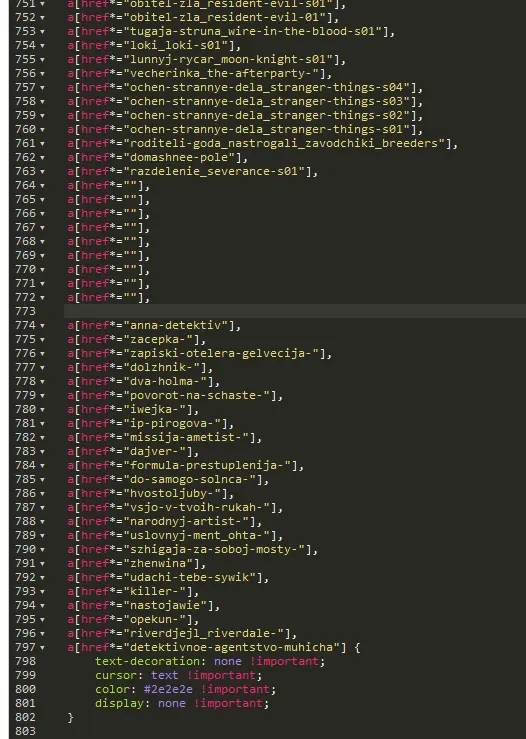 751 ▾ a[href*="obitel-zla_resident-evil-s01"],
752 ▾ a[href*="obitel-zla_resident-evil-01"]
753 ▾ a[href*="tugaja-struna_wire-in-the-blood-s01"],
754 ▾ a[href*="loki_loki-s01"],
755 ▾ a[href*="lunnyj-rycar_moon-knight-s01"],
756 ▾ a[href*="vecherinka_the-afterparty-"],
757 ▾ a[href*="ochen-strannye-dela_stranger-things-s04"],
758 ▾ a[href*="ochen-strannye-dela_stranger-things-s03"],
759 ▾ a[href*="ochen-strannye-dela_stranger-things-s02"],
760 ▾ a[href*="ochen-strannye-dela_stranger-things-s01"],
761 ▾ a[href*="roditeli-goda_nastrogali_zavodchiki_breeders"],
762 ▾ a[href*="domashnee-pole"],
763 ▾ a[href*="razdelenie_severance-s01"],
764 ▾ a[href*=""],
765 ▾ a[href*=""],
766 ▾ a[href*=""],
767 ▾ a[href*=""],
768 ▾ a[href*=""],
769 ▾ a[href*=""],
770 ▾ a[href*=""],
771 ▾ a[href*=""],
772 ▾ a[href*=""],
773
774 ▾ a[href*="anna-detektiv"],
775 ▾ a[href*="zacepka-"],
776 ▾ a[href*="zapiski-otelera-gelvecija-"],
777 ▾ a[href*="dolzhnik-"],
778 ▾ a[href*="dva-holma-"],
779 ▾ a[href*="povorot-na-schaste-"],
780 ▾ a[href*="iwejka-"],
781 ▾ a[href*="ip-pirogova-"],
782 ▾ a[href*="missija-ametist-"],
783 ▾ a[href*="dajver-"],
784 ▾ a[href*="formula-prestuplenija-"],
785 ▾ a[href*="do-samogo-solnca-"],
786 ▾ a[href*="hvostoljuby-"],
787 ▾ a[href*="vsjo-v-tvoih-rukah-"],
788 ▾ a[href*="narodnyj-artist-"],
789 ▾ a[href*="uslovnyj-ment_ohta-"],
790 ▾ a[href*="szhigaja-za-soboj-mosty-"],
791 ▾ a[href*="zhenwina"],
792 ▾ a[href*="udachi-tebe-sywik"],
793 ▾ a[href*="killer-"],
794 ▾ a[href*="nastojawie"],
795 ▾ a[href*="opekun-"],
796 ▾ a[href*="riverdjejl_riverdale-"],
797 ▾ a[href*="detektivnoe-agentstvo-muhicha"] {
798 text-decoration: none !important;
799 cursor: text !important;
800 color: #2e2e2e !important;
801 display: none !important;
802 }
803